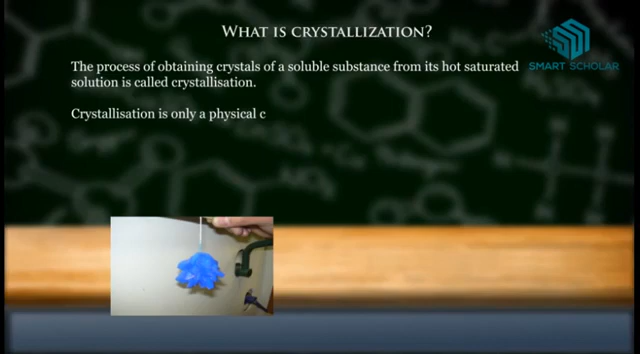 WHAT IS CRYSTALLIZATION?
The process of obtaining crystals of a soluble substance from its hot saturated
solution is called crystallisation.
SMART SCHOLAR
Crystallisation is only a physical c